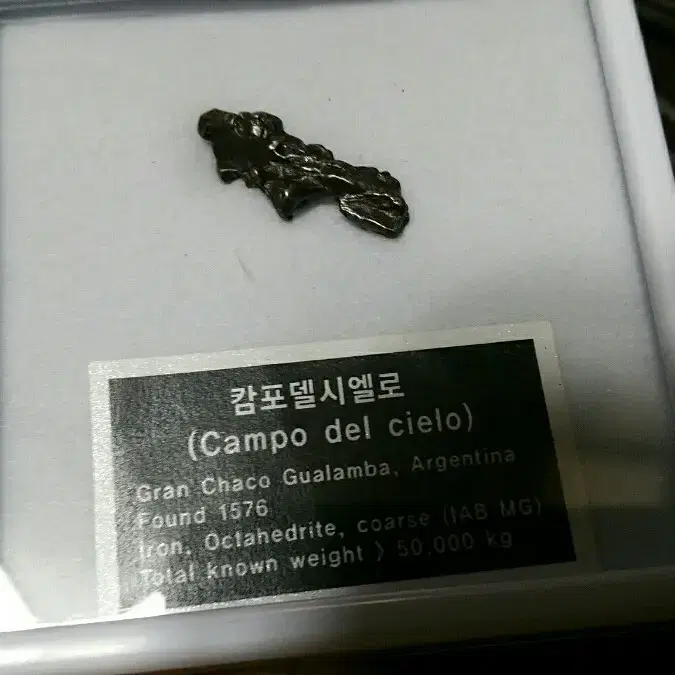 캄포델시엘로
(Campo del cielo)
Gran Chaco Gualamba, Argentina
Found 1576
Iron, Octahedrite, coarse (IAB MG)
Total known weight > 50,000 kg